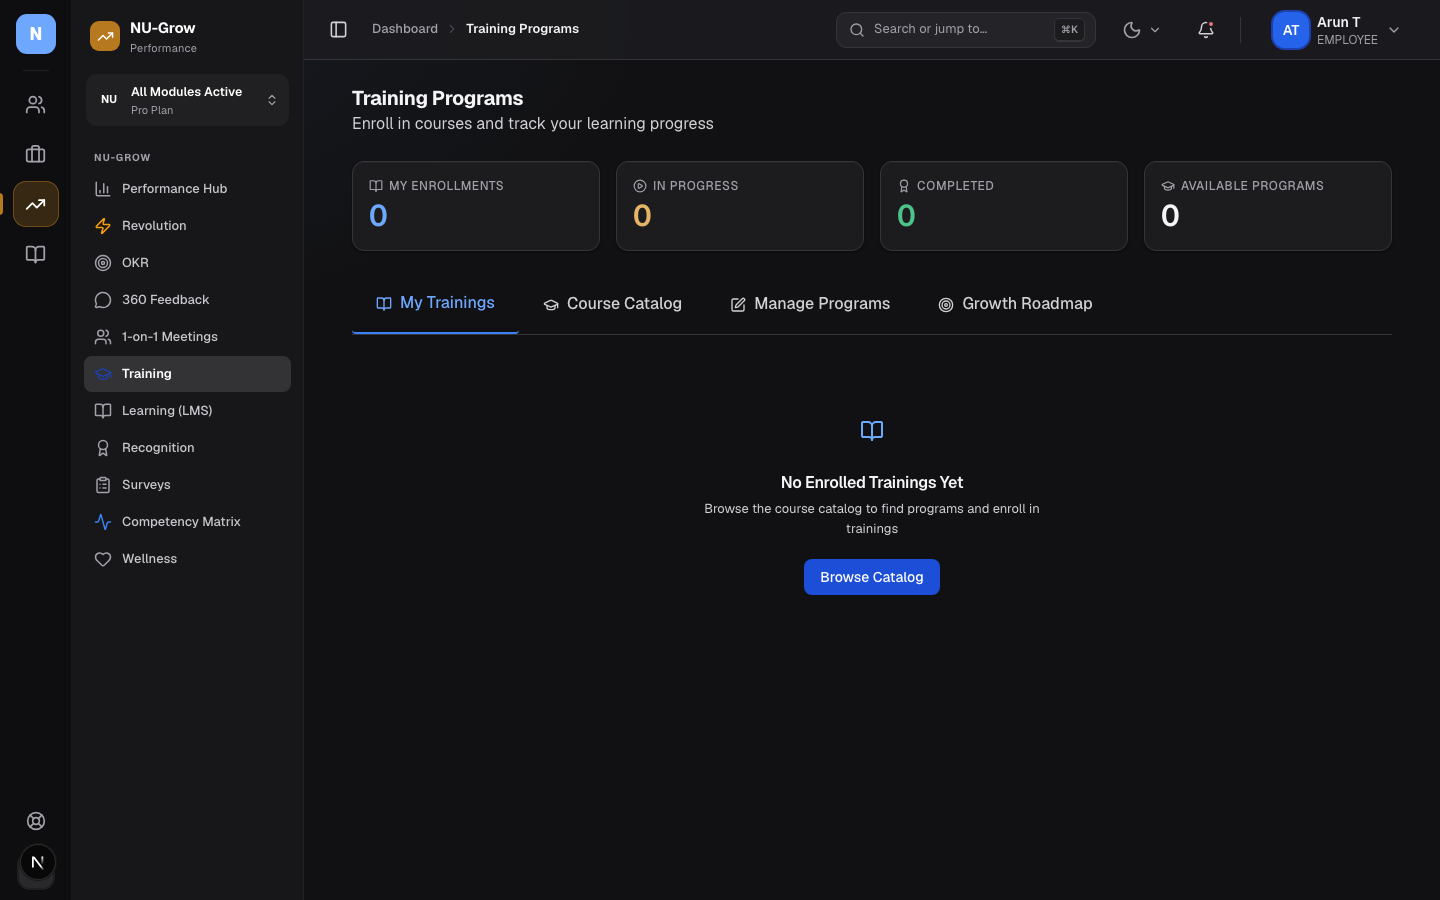 N
NU-Grow
Performance
NU
All Modules Active
Pro Plan
NU-GROW
Performance Hub
Revolution
OKR
360 Feedback
1-on-1 Meetings
Training
Learning (LMS)
Recognition
Surveys
Competency Matrix
Wellness
N
Dashboard
Training Programs
Search or jump to...
⌘K
AT
Arun T
EMPLOYEE
Training Programs
Enroll in courses and track your learning progress
MY ENROLLMENTS
0
IN PROGRESS
0
COMPLETED
0
AVAILABLE PROGRAMS
0
My Trainings
Course Catalog
Manage Programs
Growth Roadmap
No Enrolled Trainings Yet
Browse the course catalog to find programs and enroll in
trainings
Browse Catalog